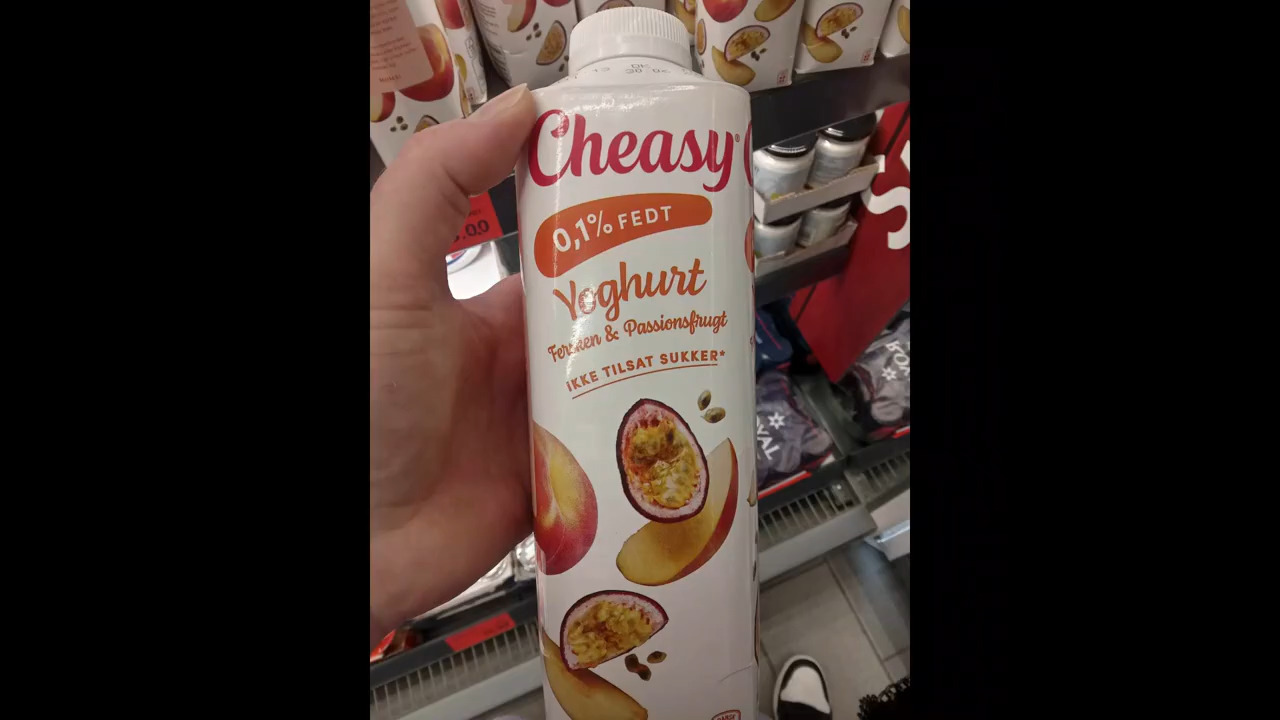 Cheasy®
0,1% FEDT
Yoghurt
Fersken & Passionsfrugt
IKKE TILSAT SUKKER*